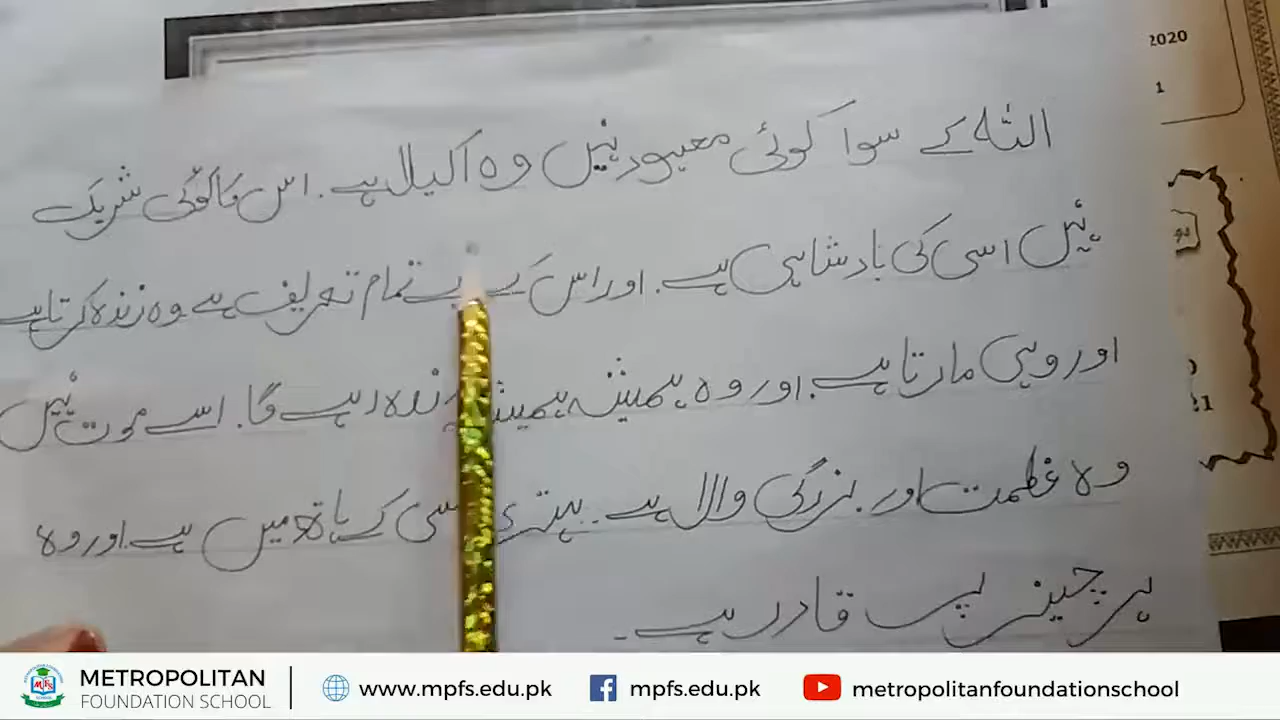 اللہ کے سوا کوئی معبود نہیں وہ اکیلا ہے۔ اس کا کوئی شریک
نہیں اسی کی بادشاہی ہے۔ اور اس کے لیے تمام تعریف ہے وہ زندہ کرتا ہے
اور وہی مارتا ہے۔ اور وہ ہمیشہ ہمیشہ زندہ رہے گا۔ اسے موت نہیں
وہ عظمت اور بزرگی والا ہے۔ بہتری اسی کے ہاتھ میں ہے۔ اور وہ
ہر چیز پر قادر ہے۔
2020
1
METROPOLITAN
FOUNDATION SCHOOL
www.mpfs.edu.pk
mpfs.edu.pk
metropolitanfoundationschool